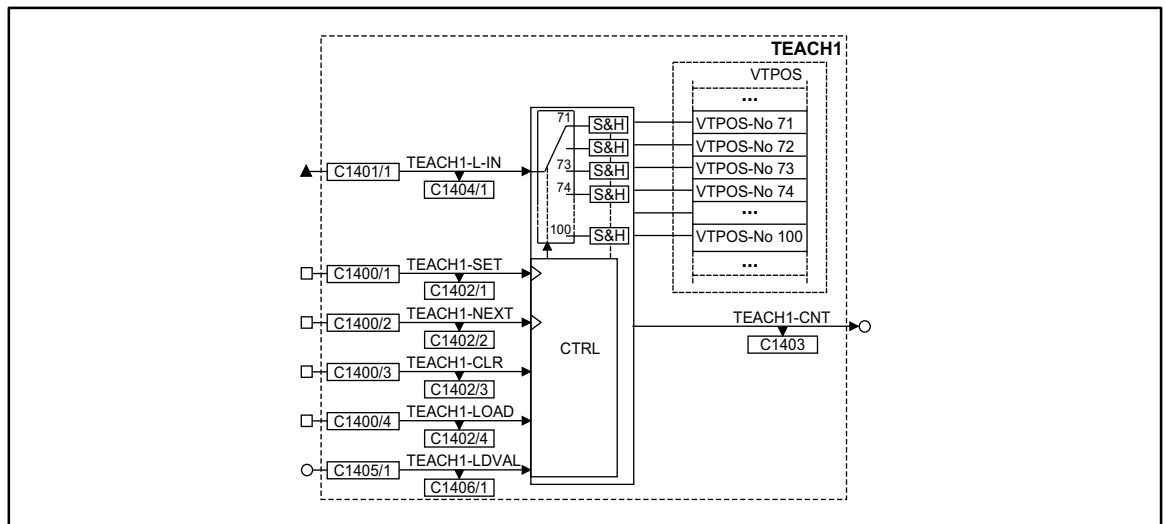 TEACH1
VTPOS
...
71 S&H VTPOS-No 71
S&H VTPOS-No 72
C1401/1 TEACH1-L-IN 73 S&H VTPOS-No 73
C1404/1 74 S&H VTPOS-No 74
...
100 S&H VTPOS-No 100
...
C1400/1 TEACH1-SET
C1402/1
C1400/2 TEACH1-NEXT
C1402/2
TEACH1-CNT
C1403
CTRL
C1400/3 TEACH1-CLR
C1402/3
C1400/4 TEACH1-LOAD
C1402/4
C1405/1 TEACH1-LDVAL
C1406/1